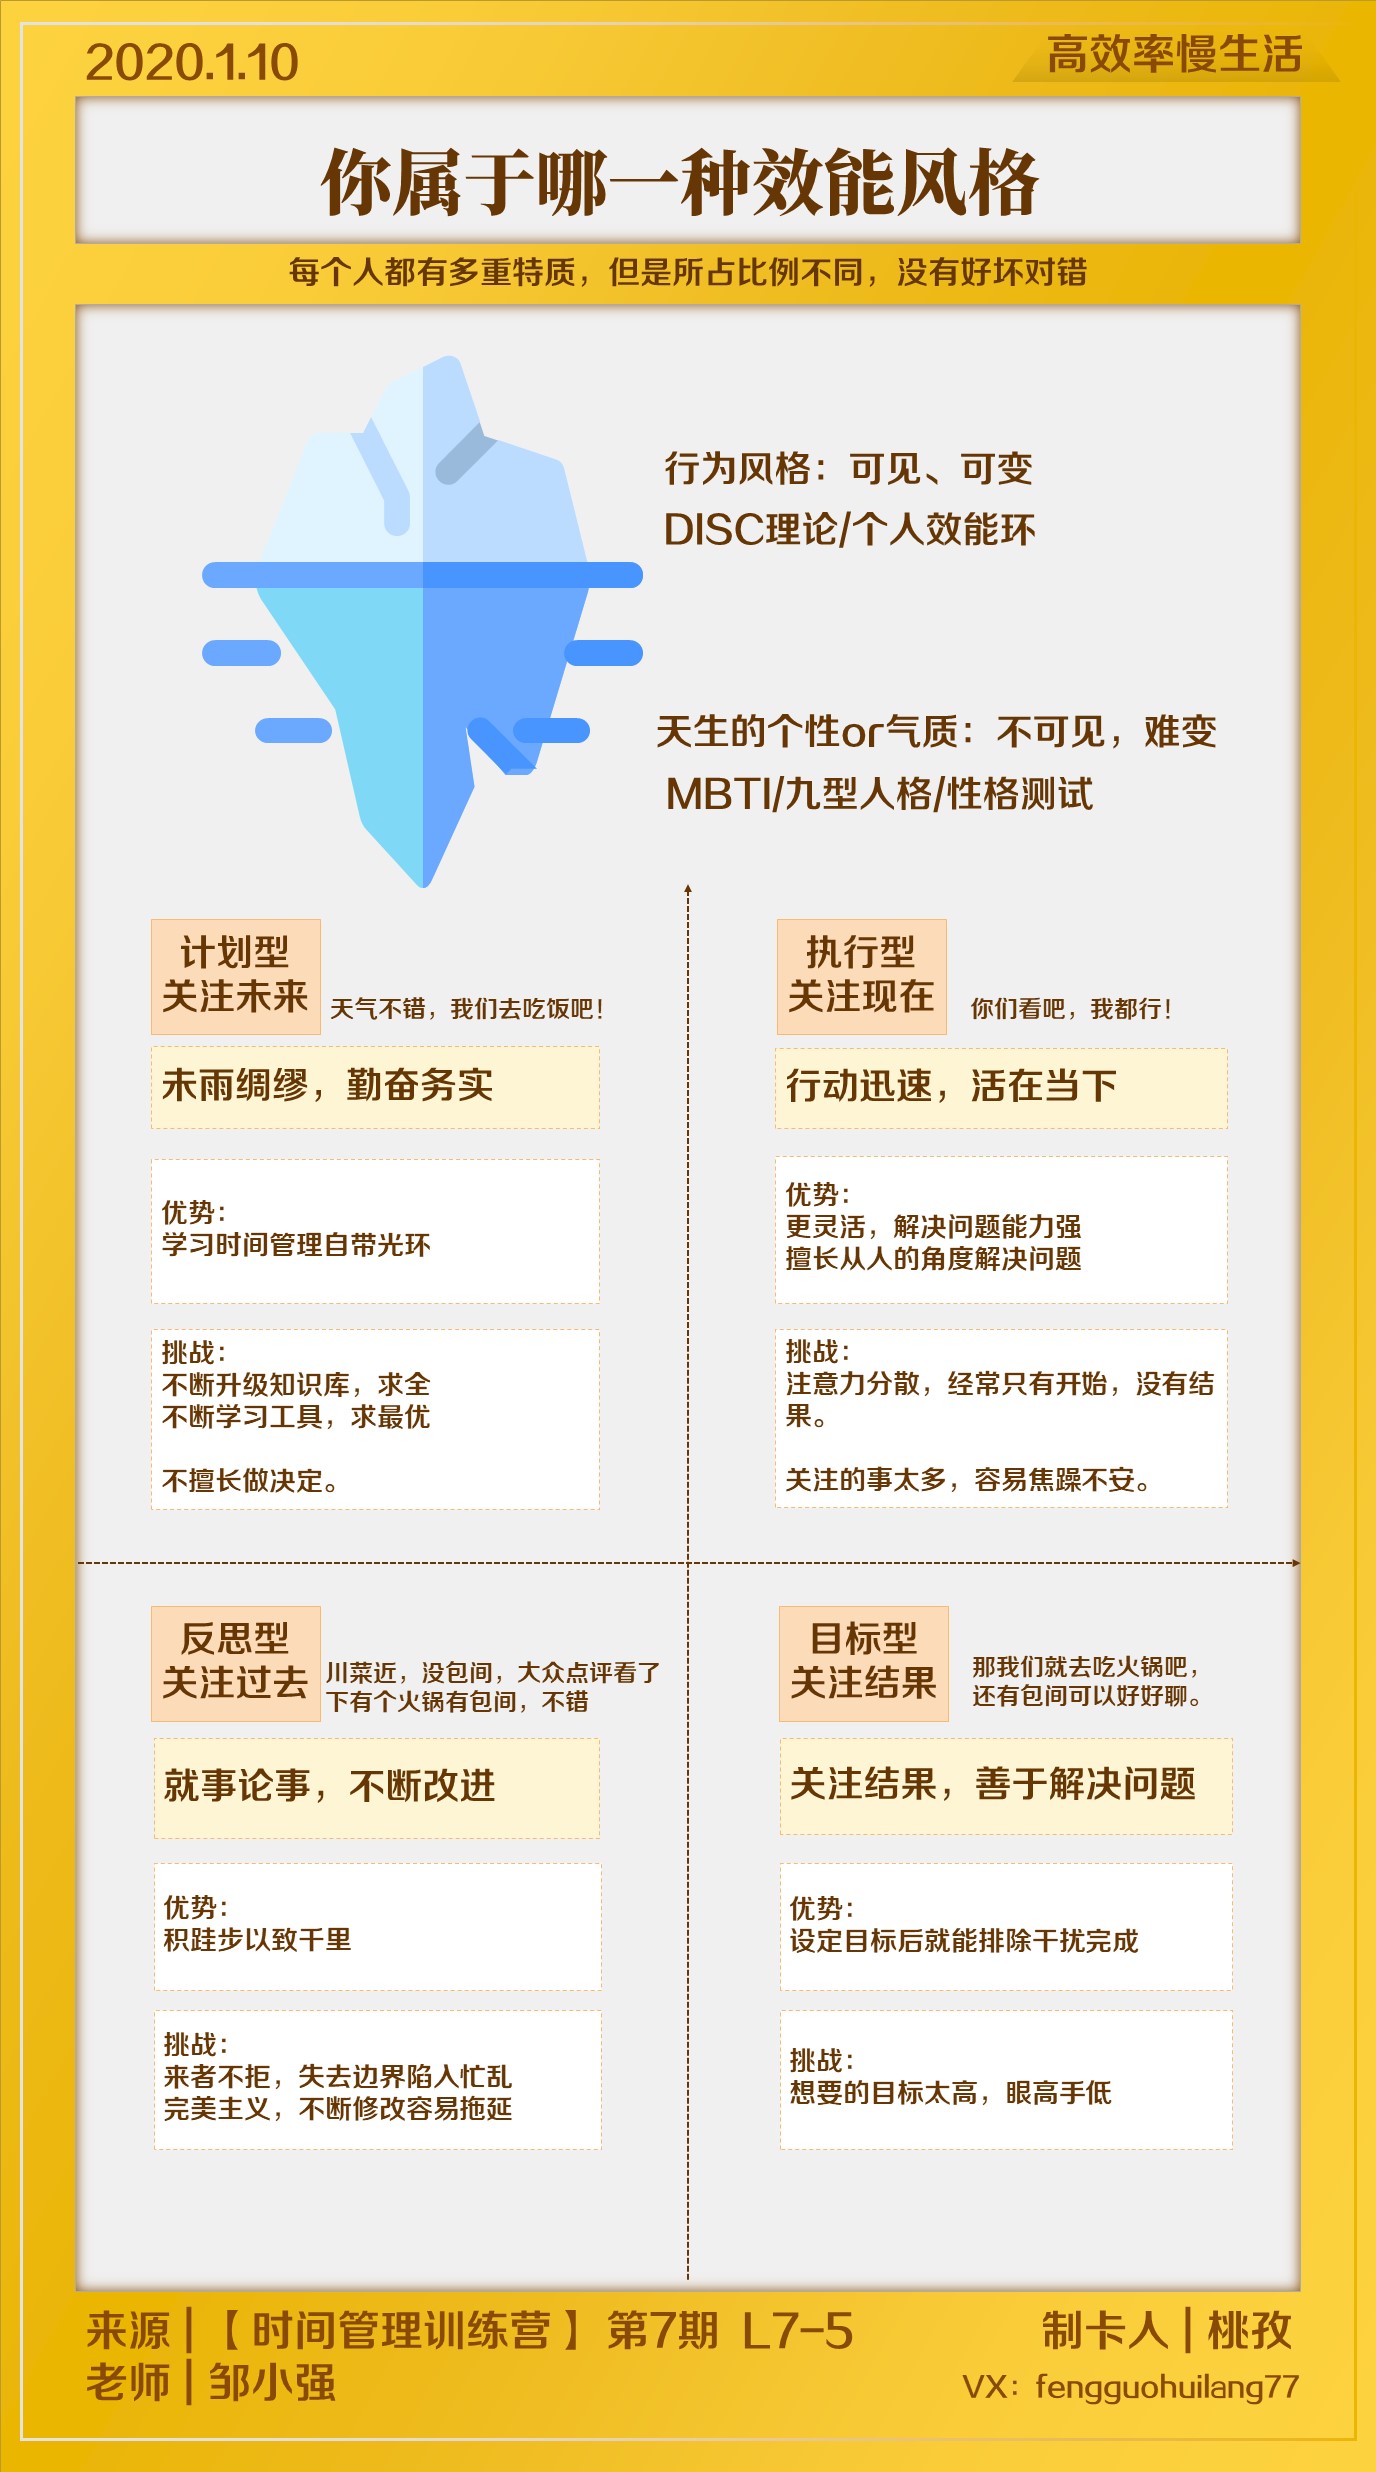 2020.1.10
高效率慢生活
你属于哪一种效能风格
每个人都有多重特质，但是所占比例不同，没有好坏对错
行为风格：可见、可变
DISC理论/个人效能环
天生的个性or气质：不可见，难变
MBTI/九型人格/性格测试
计划型
关注未来
天气不错，我们去吃饭吧！
未雨绸缪，勤奋务实
优势：
学习时间管理自带光环
挑战：
不断升级知识库，求全
不断学习工具，求最优
不擅长做决定。
执行型
关注现在
你们看吧，我都行！
行动迅速，活在当下
优势：
更灵活，解决问题能力强
擅长从人的角度解决问题
挑战：
注意力分散，经常只有开始，没有结
果。
关注的事太多，容易焦躁不安。
反思型
关注过去
川菜近，没包间，大众点评看了
下有个火锅有包间，不错
就事论事，不断改进
优势：
积跬步以致千里
挑战：
来者不拒，失去边界陷入忙乱
完美主义，不断修改容易拖延
目标型
关注结果
那我们就去吃火锅吧，
还有包间可以好好聊。
关注结果，善于解决问题
优势：
设定目标后就能排除干扰完成
挑战：
想要的目标太高，眼高手低
来源|【时间管理训练营】第7期 L7-5
老师|邹小强
制卡人|桃孜
VX：fengguohuilang77